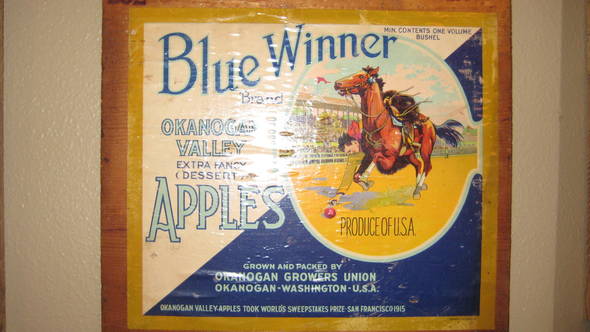 MIN. CONTENTS ONE VOLUME
BUSHEL
Blue Winner
Brand
OKANOGAN
VALLEY
EXTRA FANCY
(DESSERT
APPLES
PRODUCE OF U.S.A.
GROWN AND PACKED BY
OKANOGAN GROWERS UNION
OKANOGAN-WASHINGTON-U.S.A.
OKANOGAN VALLEY-APPLES TOOK WORLD'S SWEEPSTAKES PRIZE-SAN FRANCISCO 1915